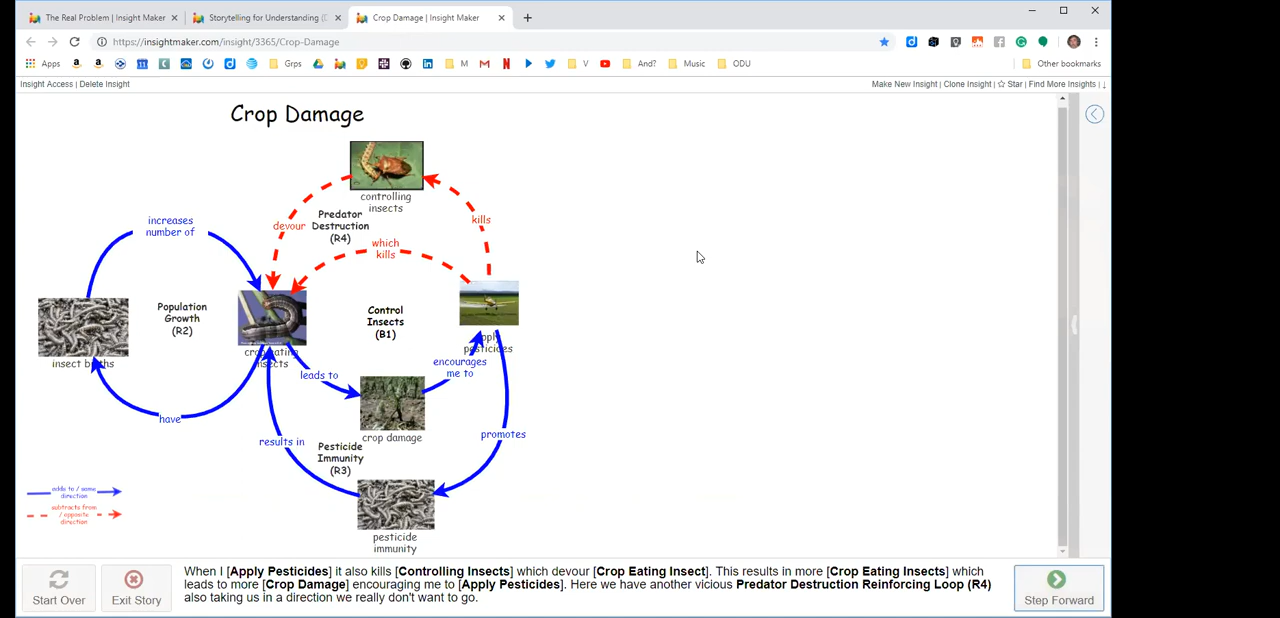 The Real Problem | Insight Maker
Storytelling for Understanding (
Crop Damage | Insight Maker
https://insightmaker.com/insight/3365/Crop-Damage
Apps
Grps
M
V
And?
Music
ODU
Other bookmarks
Insight Access | Delete Insight
Make New Insight | Clone Insight | ☆ Star | Find More Insights | ↓
Crop Damage
controlling
insects
increases
number of
devour
Predator
Destruction
(R4)
kills
which
kills
Population
Growth
(R2)
Control
Insects
(B1)
insect births
crop eating
insects
apply
pesticides
leads to
encourages
me to
have
crop damage
results in
Pesticide
Immunity
(R3)
promotes
adds to / same
direction
subtracts from
/ opposite
direction
pesticide
immunity
When I [Apply Pesticides] it also kills [Controlling Insects] which devour [Crop Eating Insect]. This results in more [Crop Eating Insects] which
leads to more [Crop Damage] encouraging me to [Apply Pesticides]. Here we have another vicious Predator Destruction Reinforcing Loop (R4)
also taking us in a direction we really don't want to go.
Start Over
Exit Story
Step Forward